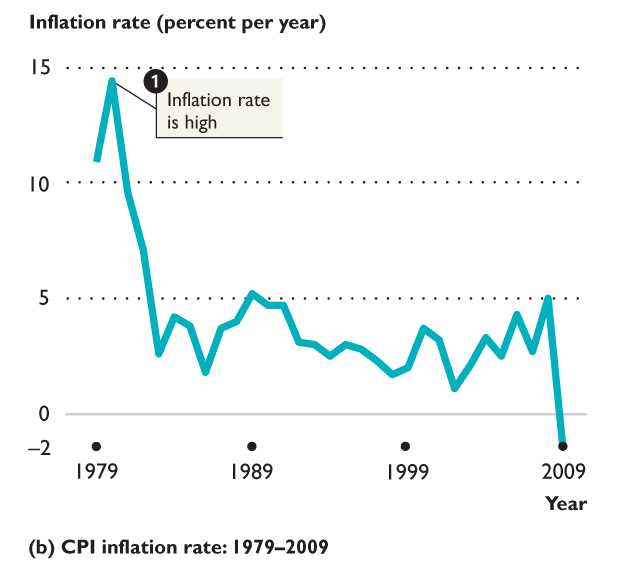 Inflation rate (percent per year)
15
1
Inflation rate
is high
10
5
0
–2
1979 1989 1999 2009
Year
(b) CPI inflation rate: 1979–2009